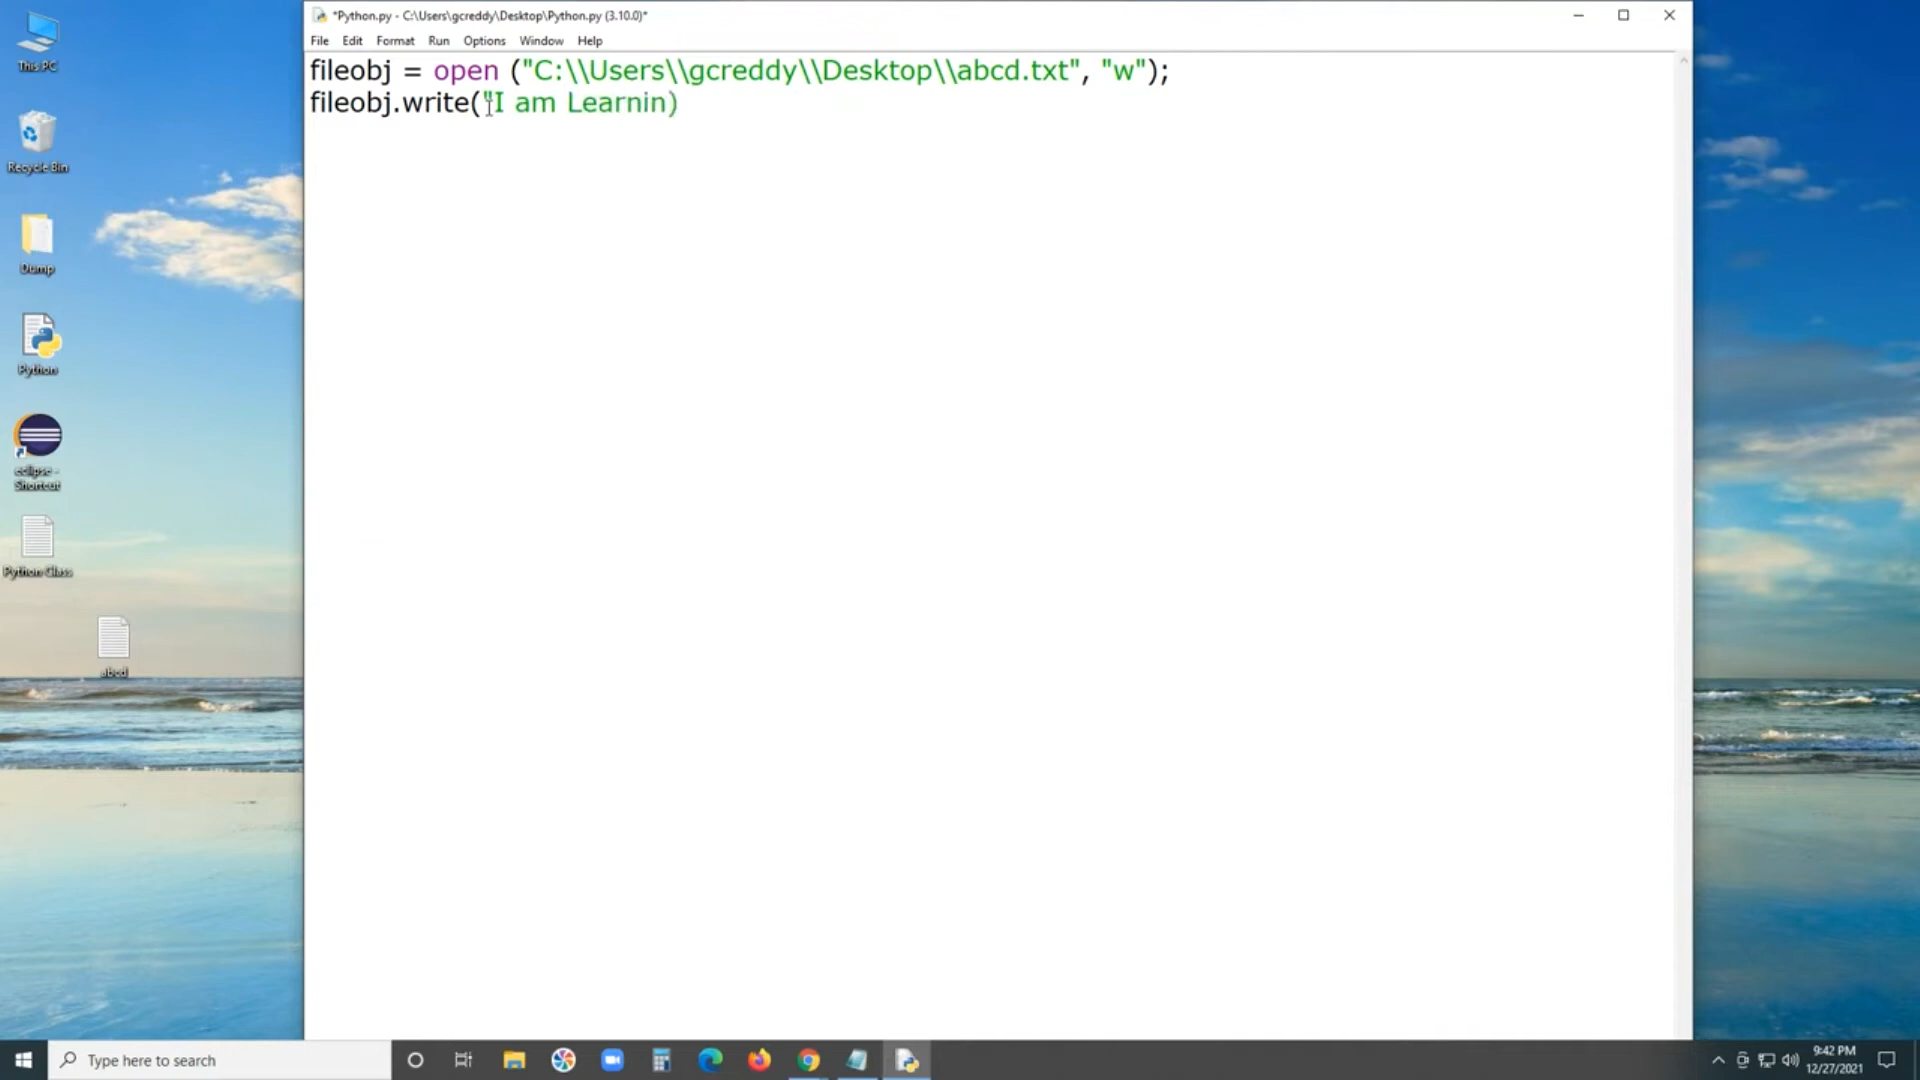 *Python.py - C:\Users\gcreddy\Desktop\Python.py (3.10.0)*
File Edit Format Run Options Window Help
fileobj = open ("C:\\Users\\gcreddy\\Desktop\\abcd.txt", "w");
fileobj.write("I am Learnin)
This PC
Recycle Bin
Dump
Python
eclipse -
Shortcut
Python Class
abcd
Type here to search
9:42 PM
12/27/2021